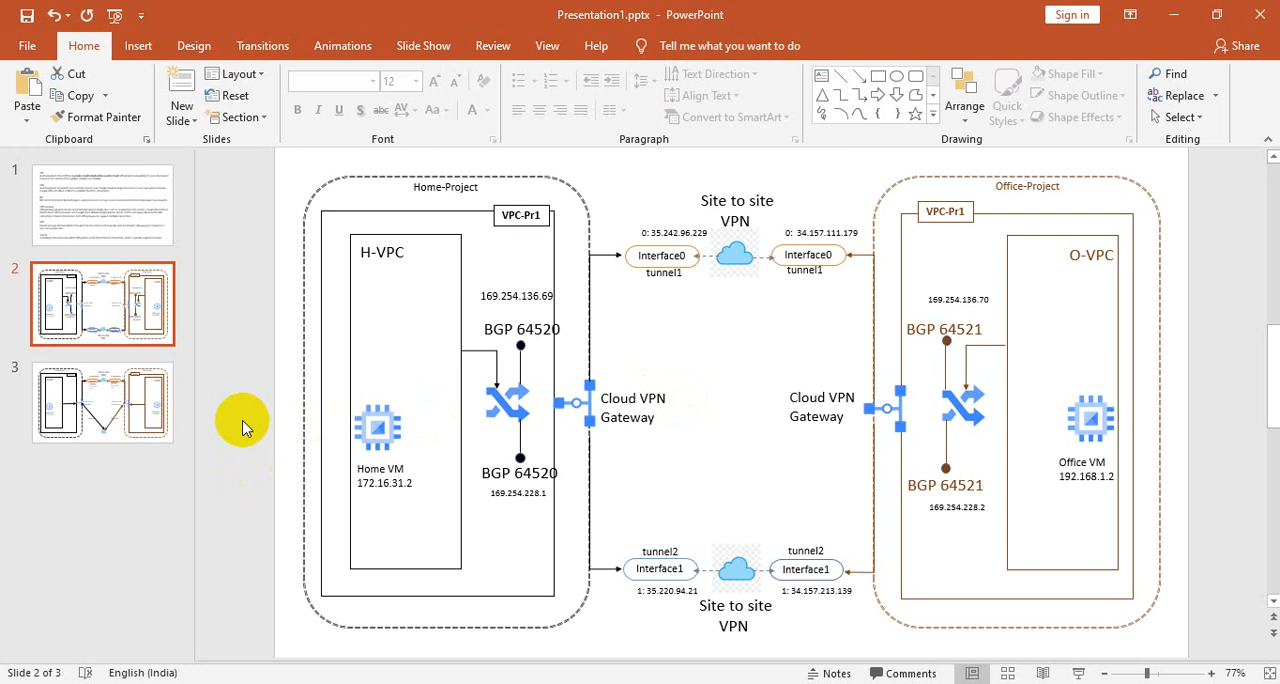 Presentation1.pptx - PowerPoint
Sign in
File Home Insert Design Transitions Animations Slide Show Review View Help Tell me what you want to do Share
Paste
Cut
Copy
Format Painter
Clipboard
New
Slide
Layout
Reset
Section
Slides
12
B I U S abc AV Aa A
Font
Text Direction
Align Text
Convert to SmartArt
Paragraph
Arrange
Quick
Styles
Shape Fill
Shape Outline
Shape Effects
Drawing
Find
Replace
Select
Editing
1
2
3
Home-Project
VPC-Pr1
H-VPC
169.254.136.69
BGP 64520
Home VM
172.16.31.2
BGP 64520
169.254.228.1
Cloud VPN
Gateway
Site to site
VPN
0: 35.242.96.229
Interface0
tunnel1
0: 34.157.111.179
Interface0
tunnel1
tunnel2
Interface1
1: 35.220.94.21
tunnel2
Interface1
1: 34.157.213.139
Site to site
VPN
Office-Project
VPC-Pr1
O-VPC
169.254.136.70
BGP 64521
Cloud VPN
Gateway
BGP 64521
169.254.228.2
Office VM
192.168.1.2
Slide 2 of 3
English (India)
Notes
Comments
77%